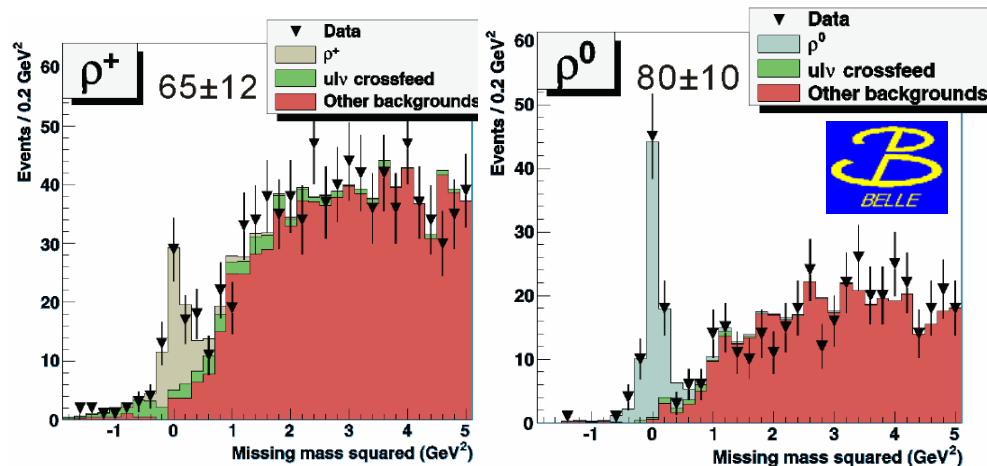 ρ⁺
65±12
Data
ρ⁺
ulν crossfeed
Other backgrounds
Events / 0.2 GeV²
60
50
40
30
20
10
0
-1 0 1 2 3 4 5
Missing mass squared (GeV²)
ρ⁰
80±10
Data
ρ⁰
ulν crossfeed
Other backgrounds
Events / 0.2 GeV²
60
50
40
30
20
10
0
-1 0 1 2 3 4 5
Missing mass squared (GeV²)
B
BELLE